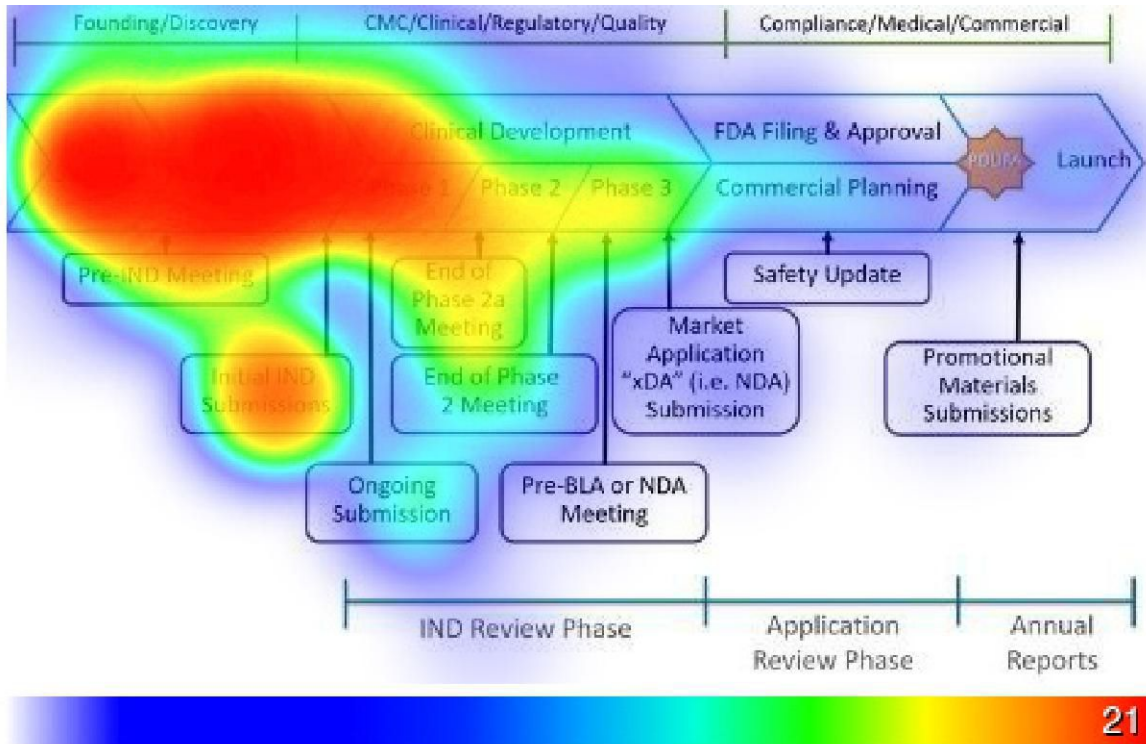 Founding/Discovery
CMC/Clinical/Regulatory/Quality
Compliance/Medical/Commercial
Clinical Development
FDA Filing & Approval
Launch
Phase 1
Phase 2
Phase 3
Commercial Planning
Pre-IND Meeting
End of
Phase 2a
Meeting
Safety Update
Initial IND
Submissions
End of Phase
2 Meeting
Market
Application
“xDA” (i.e. NDA)
Submission
Promotional
Materials
Submissions
Ongoing
Submission
Pre-BLA or NDA
Meeting
IND Review Phase
Application
Review Phase
Annual
Reports
21